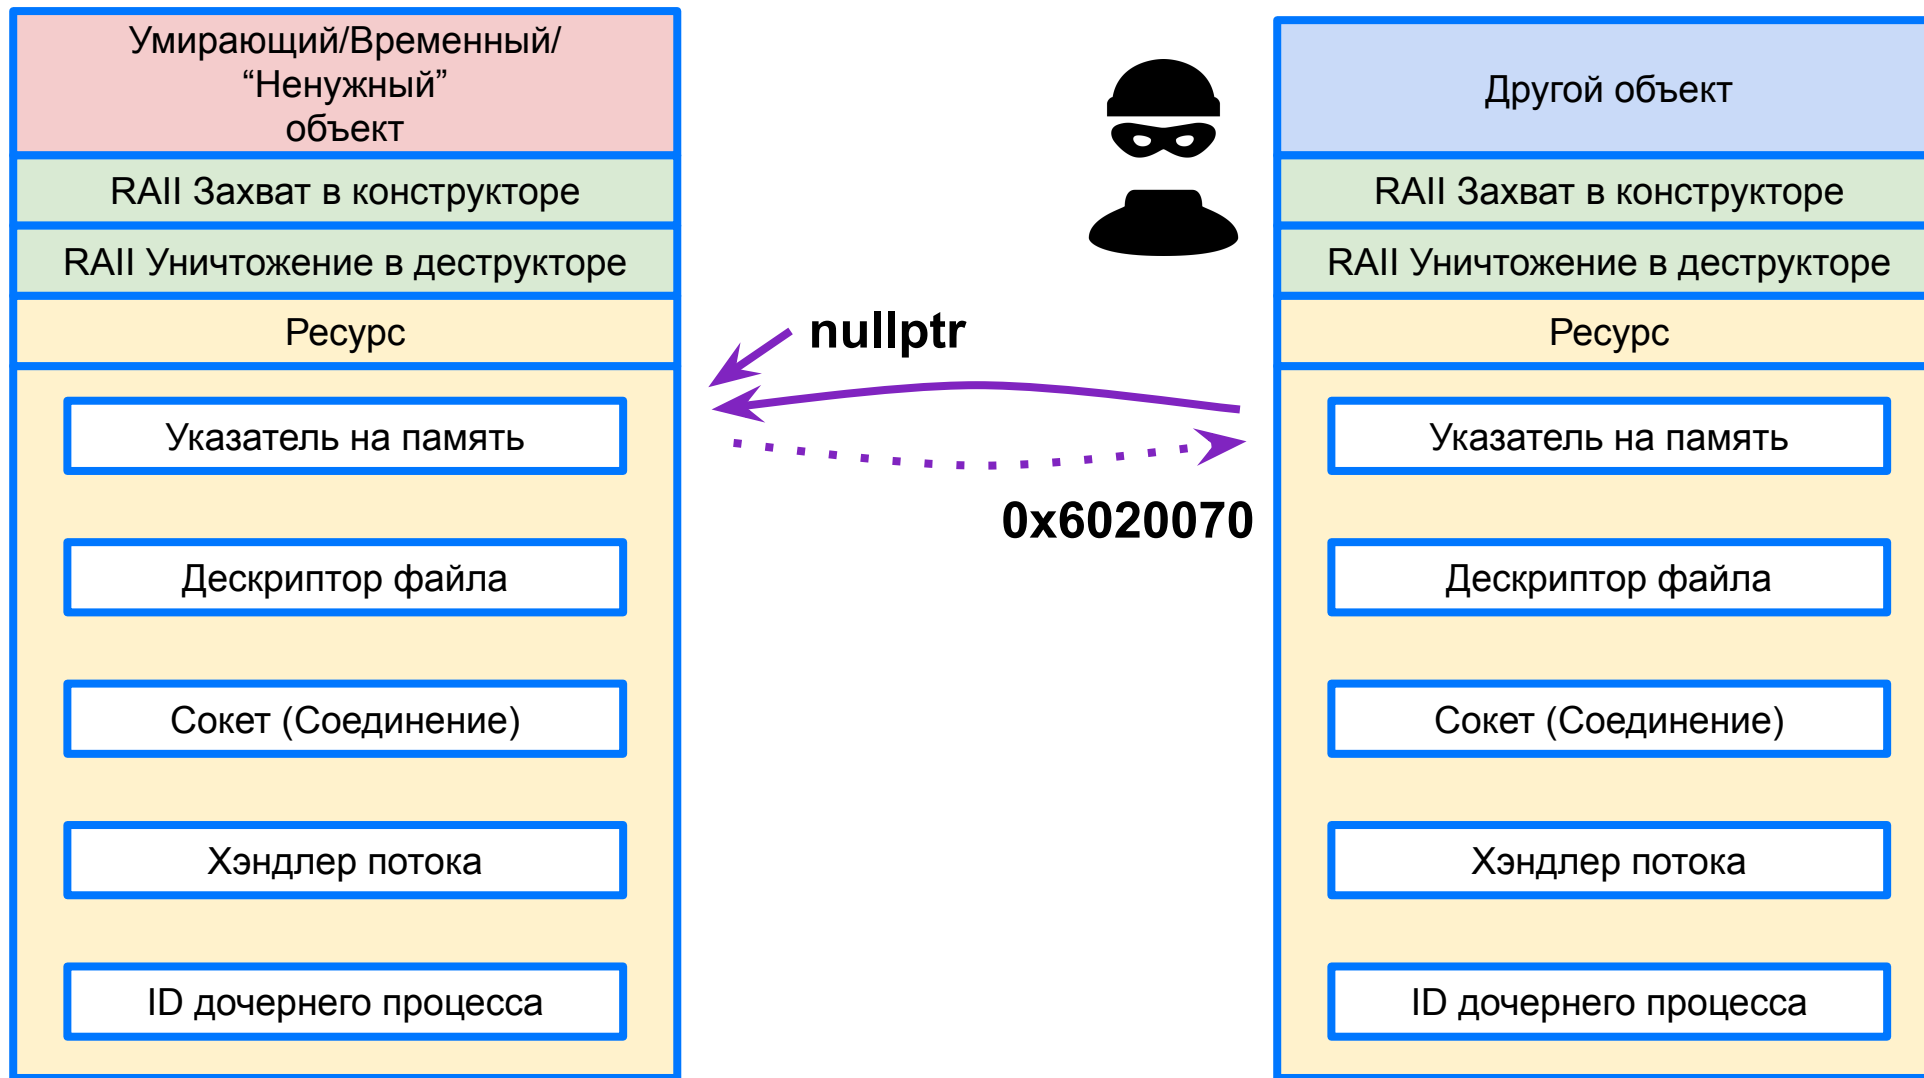 Умирающий/Временный/
“Ненужный”
объект
RAII Захват в конструкторе
RAII Уничтожение в деструкторе
Ресурс
Указатель на память
Дескриптор файла
Сокет (Соединение)
Хэндлер потока
ID дочернего процесса
nullptr
0x6020070
Другой объект
RAII Захват в конструкторе
RAII Уничтожение в деструкторе
Ресурс
Указатель на память
Дескриптор файла
Сокет (Соединение)
Хэндлер потока
ID дочернего процесса